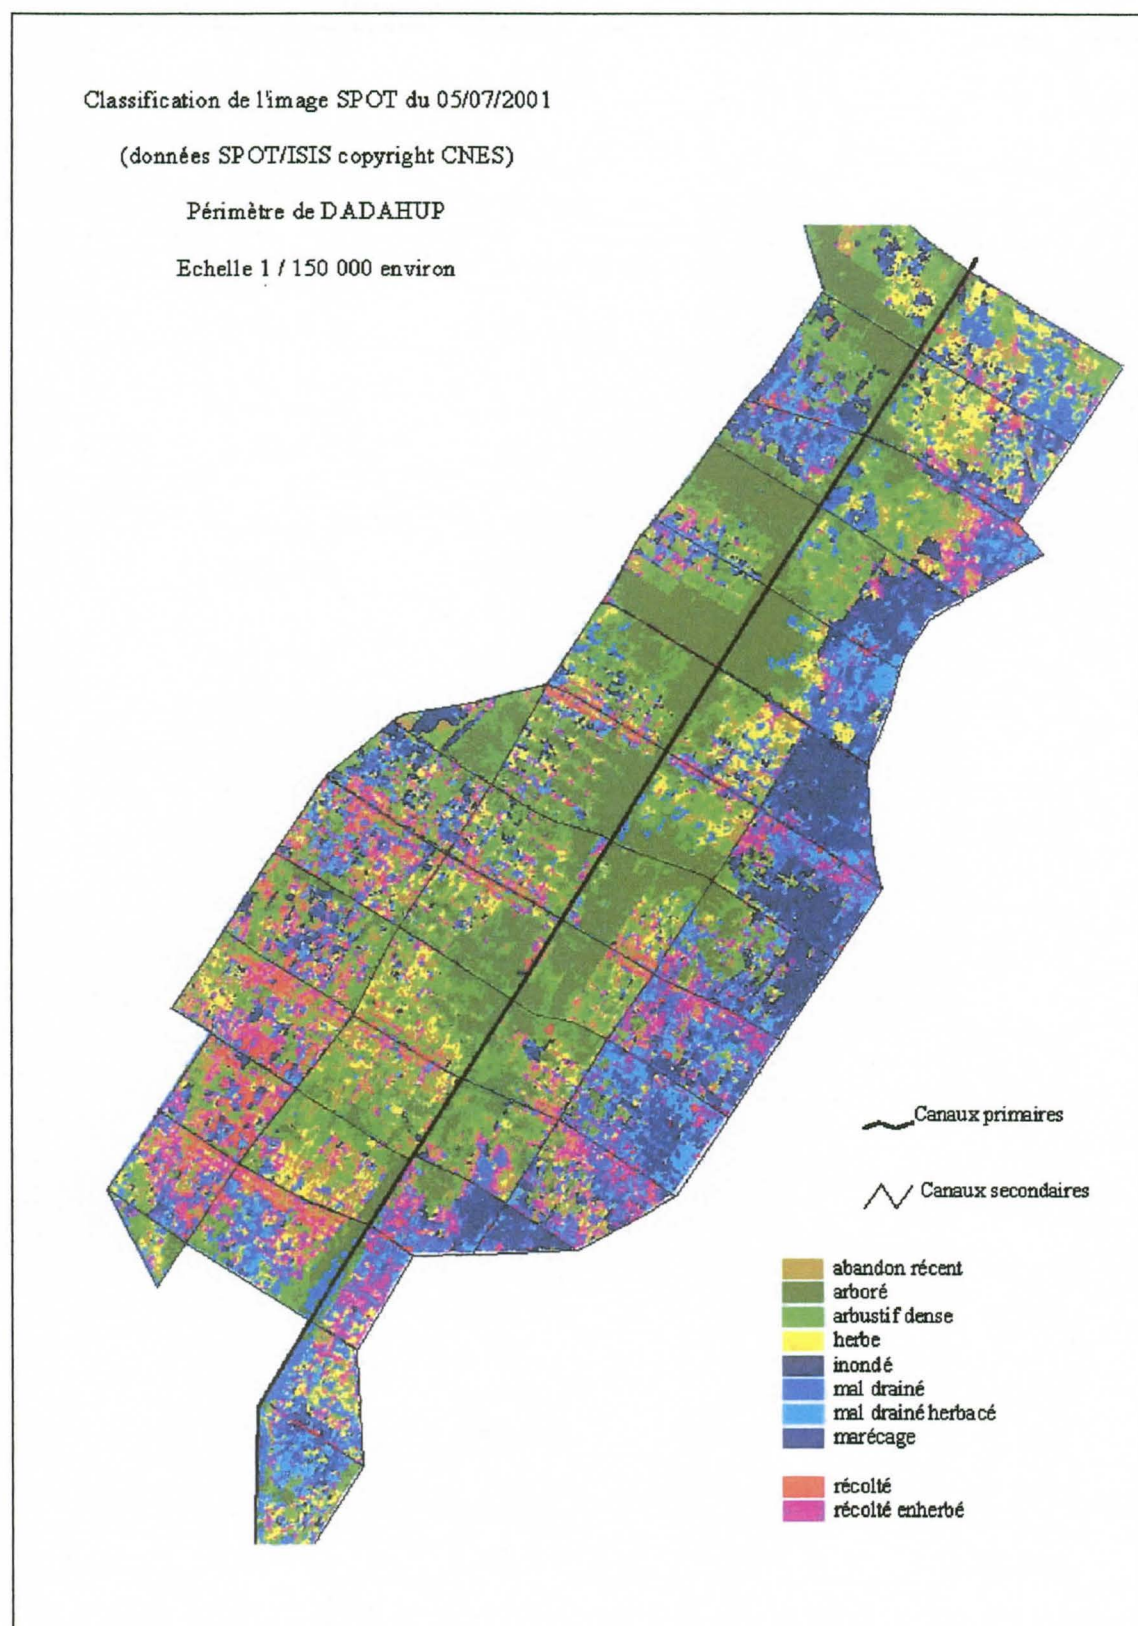 Classification de l'image SPOT du 05/07/2001
(données SPOT/ISIS copyright CNES)
Périmètre de DADAHUP
Echelle 1 / 150 000 environ
Canaux primaires
Canaux secondaires
abandon récent
arboré
arbustif dense
herbe
inondé
mal drainé
mal drainé herbacé
marécage
récolté
récolté enherbé